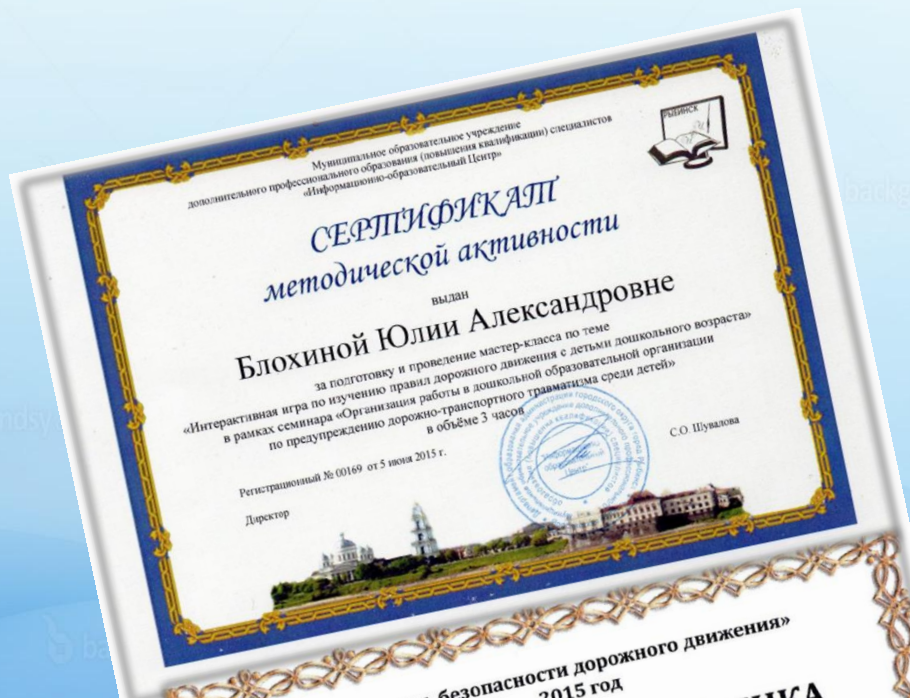 РЫБИНСК
Муниципальное образовательное учреждение
дополнительного профессионального образования (повышения квалификации) специалистов
«Информационно-образовательный Центр»
СЕРТИФИКАТ
методической активности
выдан
Блохиной Юлии Александровне
за подготовку и проведение мастер-класса по теме
«Интерактивная игра по изучению правил дорожного движения с детьми дошкольного возраста»
в рамках семинара «Организация работы в дошкольной образовательной организации
по предупреждению дорожно-транспортного травматизма среди детей»
в объёме 3 часов
Регистрационный № 00169 от 5 июня 2015 г.
Директор
С.О. Шувалова
безопасности дорожного движения»
2015 год